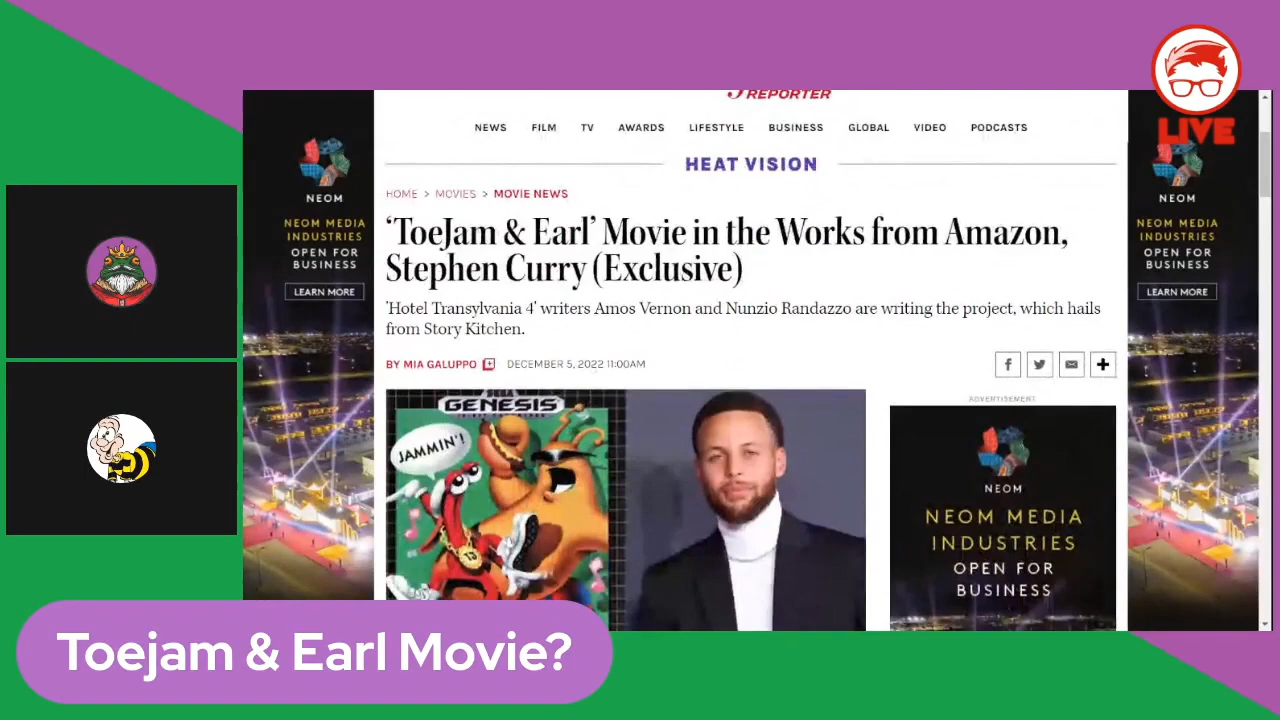 REPORTER
NEWS FILM TV AWARDS LIFESTYLE BUSINESS GLOBAL VIDEO PODCASTS
LIVE
HEAT VISION
HOME > MOVIES > MOVIE NEWS
‘ToeJam & Earl’ Movie in the Works from Amazon,
Stephen Curry (Exclusive)
'Hotel Transylvania 4' writers Amos Vernon and Nunzio Randazzo are writing the project, which hails
from Story Kitchen.
BY MIA GALUPPO DECEMBER 5, 2022 11:00AM
NEOM
NEOM MEDIA
INDUSTRIES
OPEN FOR
BUSINESS
LEARN MORE
NEOM
NEOM MEDIA
INDUSTRIES
OPEN FOR
BUSINESS
LEARN MORE
SEGA
GENESIS
JAMMIN'!
TJ
ADVERTISEMENT
NEOM
NEOM MEDIA
INDUSTRIES
OPEN FOR
BUSINESS
Toejam & Earl Movie?